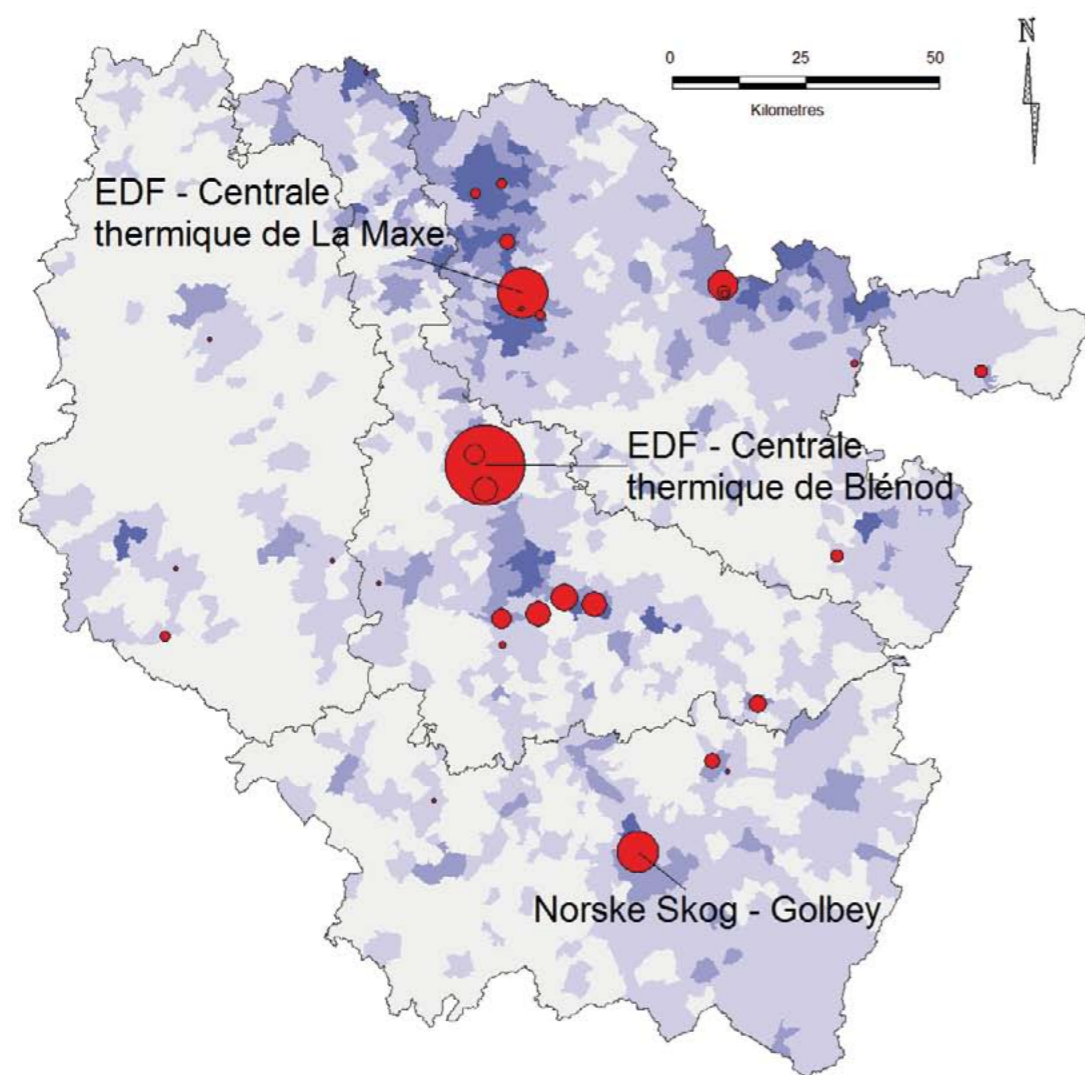 N
0 25 50
Kilometres
EDF - Centrale
thermique de La Maxe
EDF - Centrale
thermique de Blénod
Norske Skog - Golbey